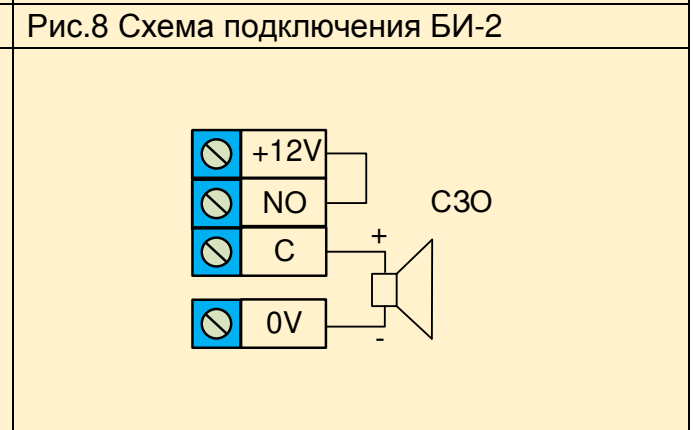 Рис.8 Схема подключения БИ-2
+12V
NO
СЗО
C
+
0V
-